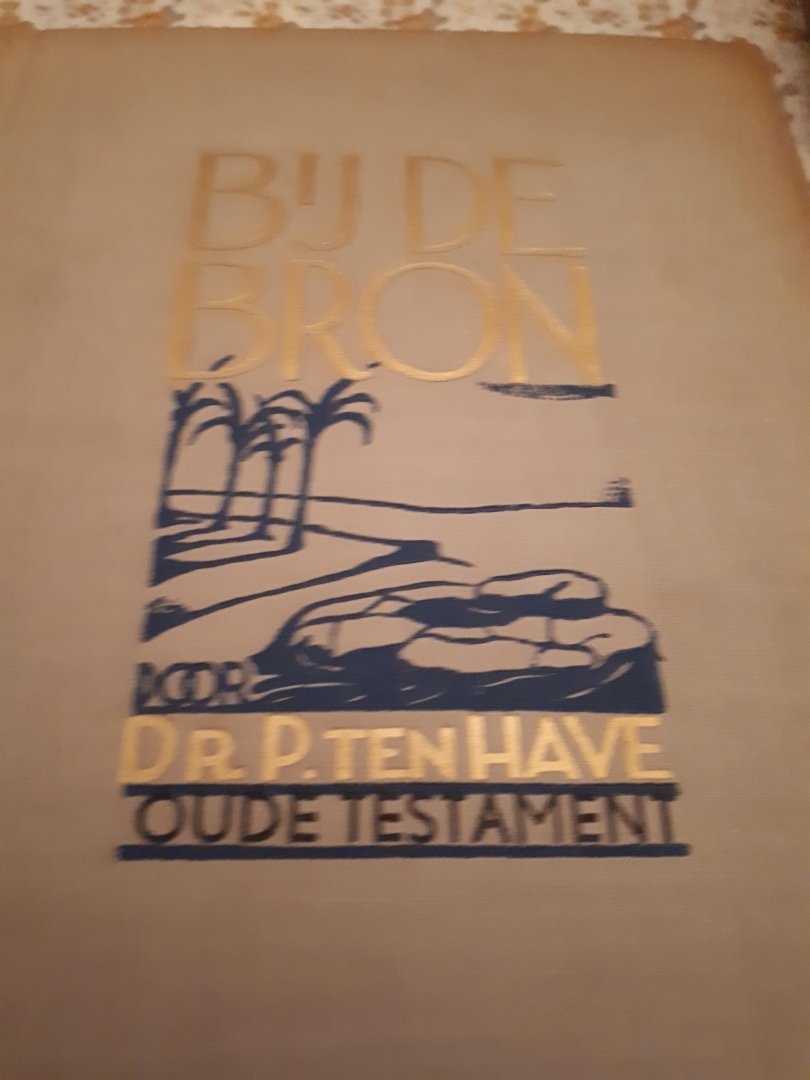 BIJ DE
BRON
DOOR
DR. P. TEN HAVE
OUDE TESTAMENT